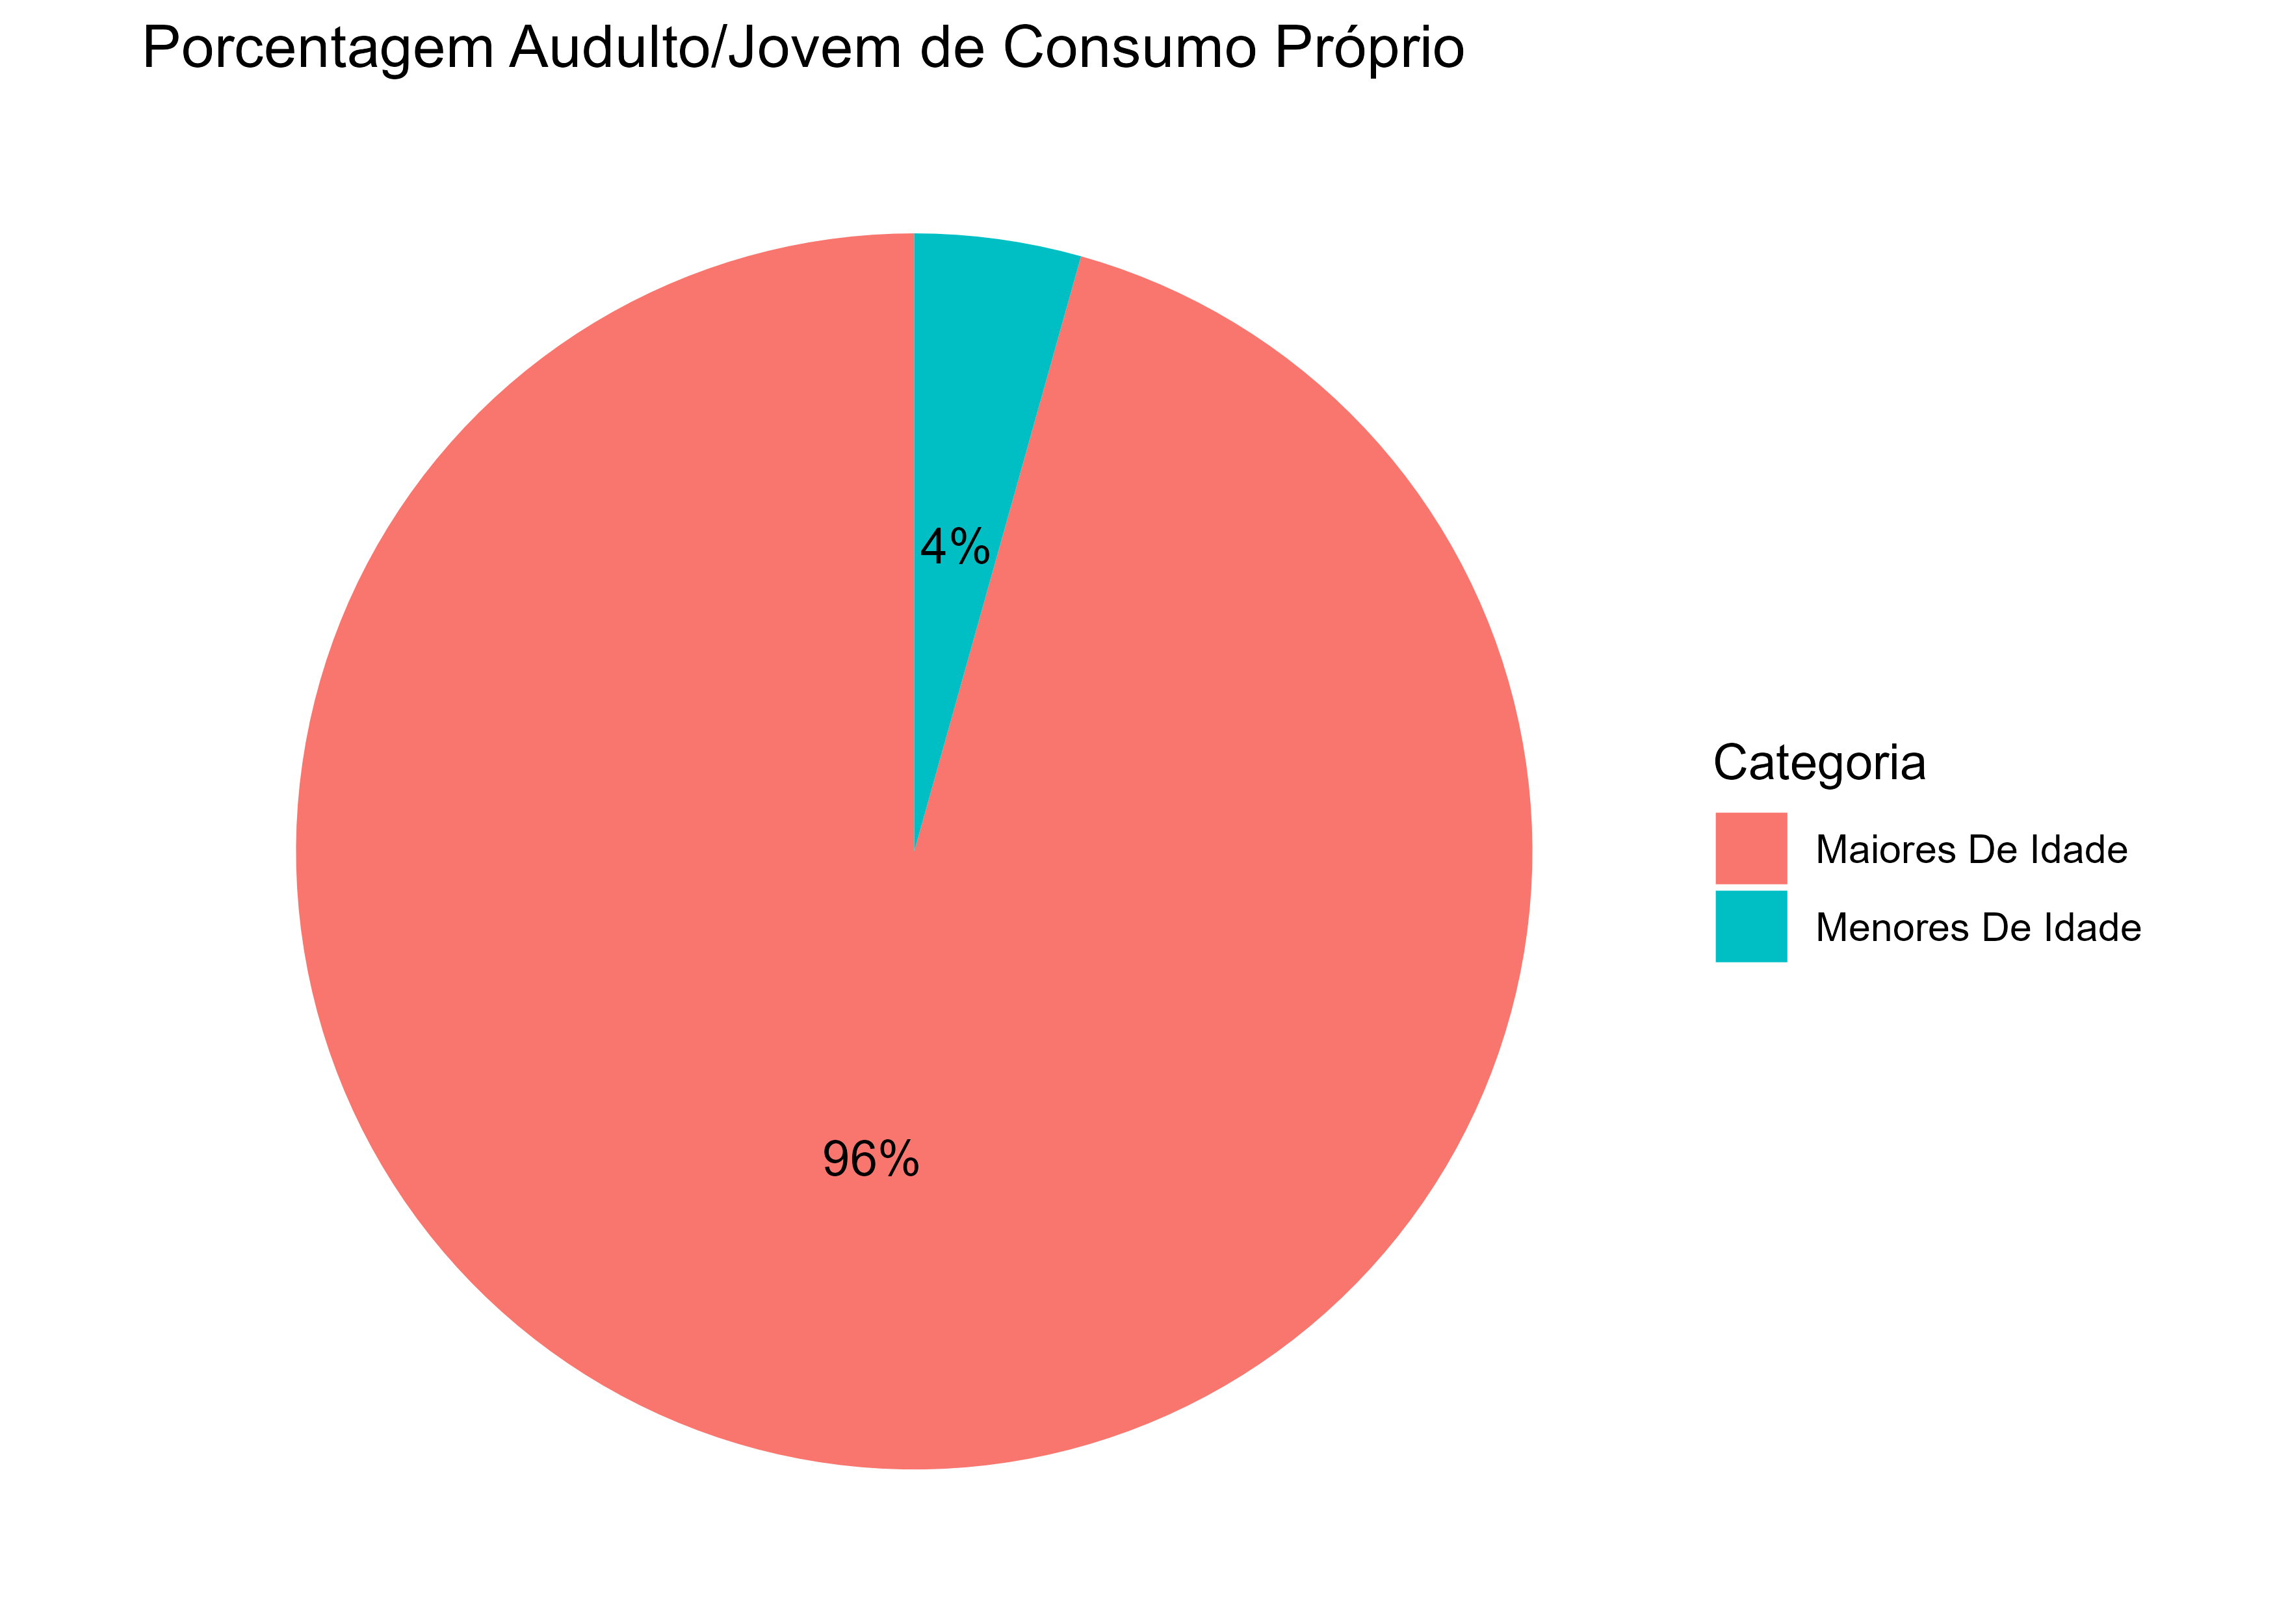 Porcentagem Audulto/Jovem de Consumo Próprio
4%
96%
Categoria
Maiores De Idade
Menores De Idade